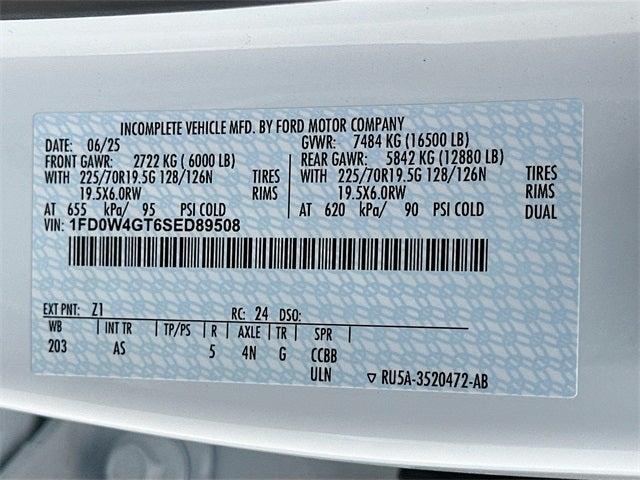 INCOMPLETE VEHICLE MFD. BY FORD MOTOR COMPANY
DATE: 06/25 GVWR: 7484 KG (16500 LB)
FRONT GAWR: 2722 KG ( 6000 LB) REAR GAWR: 5842 KG (12880 LB)
WITH 225/70R19.5G 128/126N TIRES WITH 225/70R19.5G 128/126N TIRES
19.5X6.0RW RIMS 19.5X6.0RW RIMS
AT 655 kPa/ 95 PSI COLD AT 620 kPa/ 90 PSI COLD DUAL
VIN: 1FD0W4GT6SED89508
EXT PNT: Z1 RC: 24 DSO:
WB INT TR TP/PS R AXLE TR SPR
203 AS 5 4N G CCBB
ULN ▽ RU5A-3520472-AB